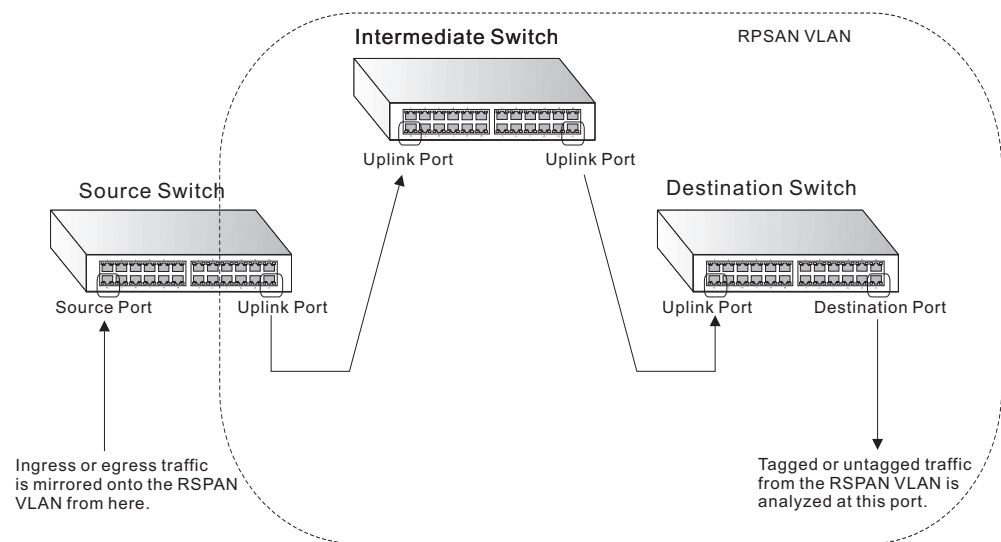 Intermediate Switch
RPSAN VLAN
Uplink Port
Uplink Port
Source Switch
Destination Switch
Source Port
Uplink Port
Uplink Port
Destination Port
Ingress or egress traffic
is mirrored onto the RSPAN
VLAN from here.
Tagged or untagged traffic
from the RSPAN VLAN is
analyzed at this port.